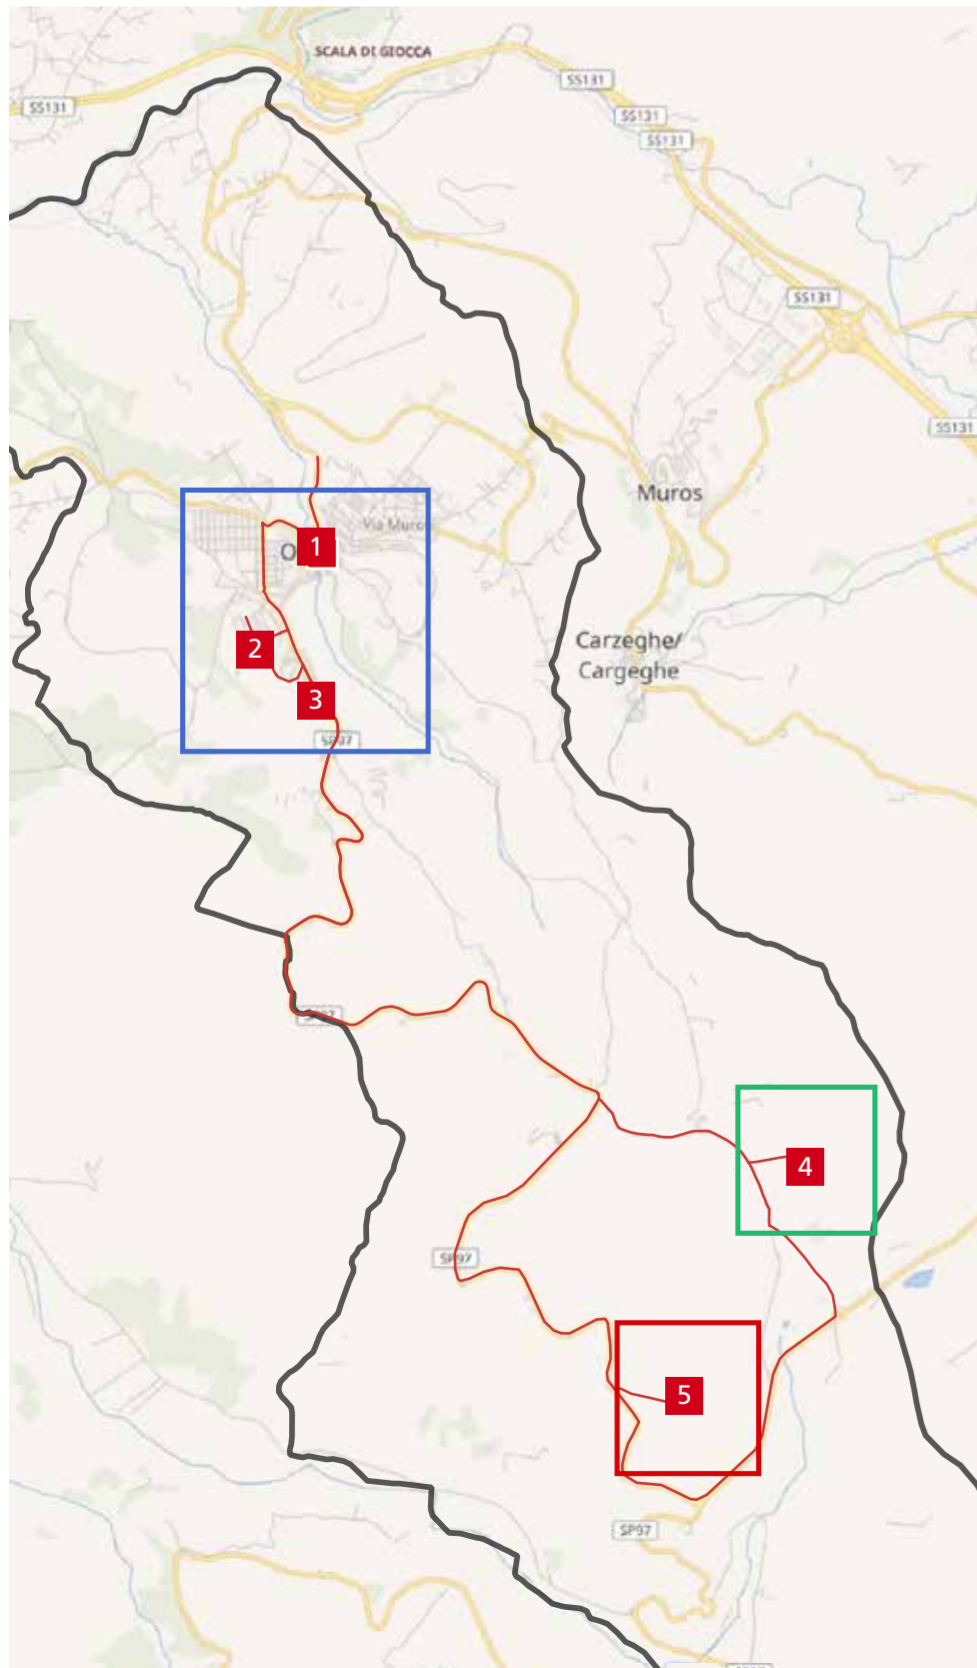 SCALA DI GIOCCA
SS131
SS131
SS131
SS131
SS131
SS131
Muros
Via Muro
O
1
Carzeghe/
Cargeghe
2
3
SP97
SP97
4
SP97
5
SP97